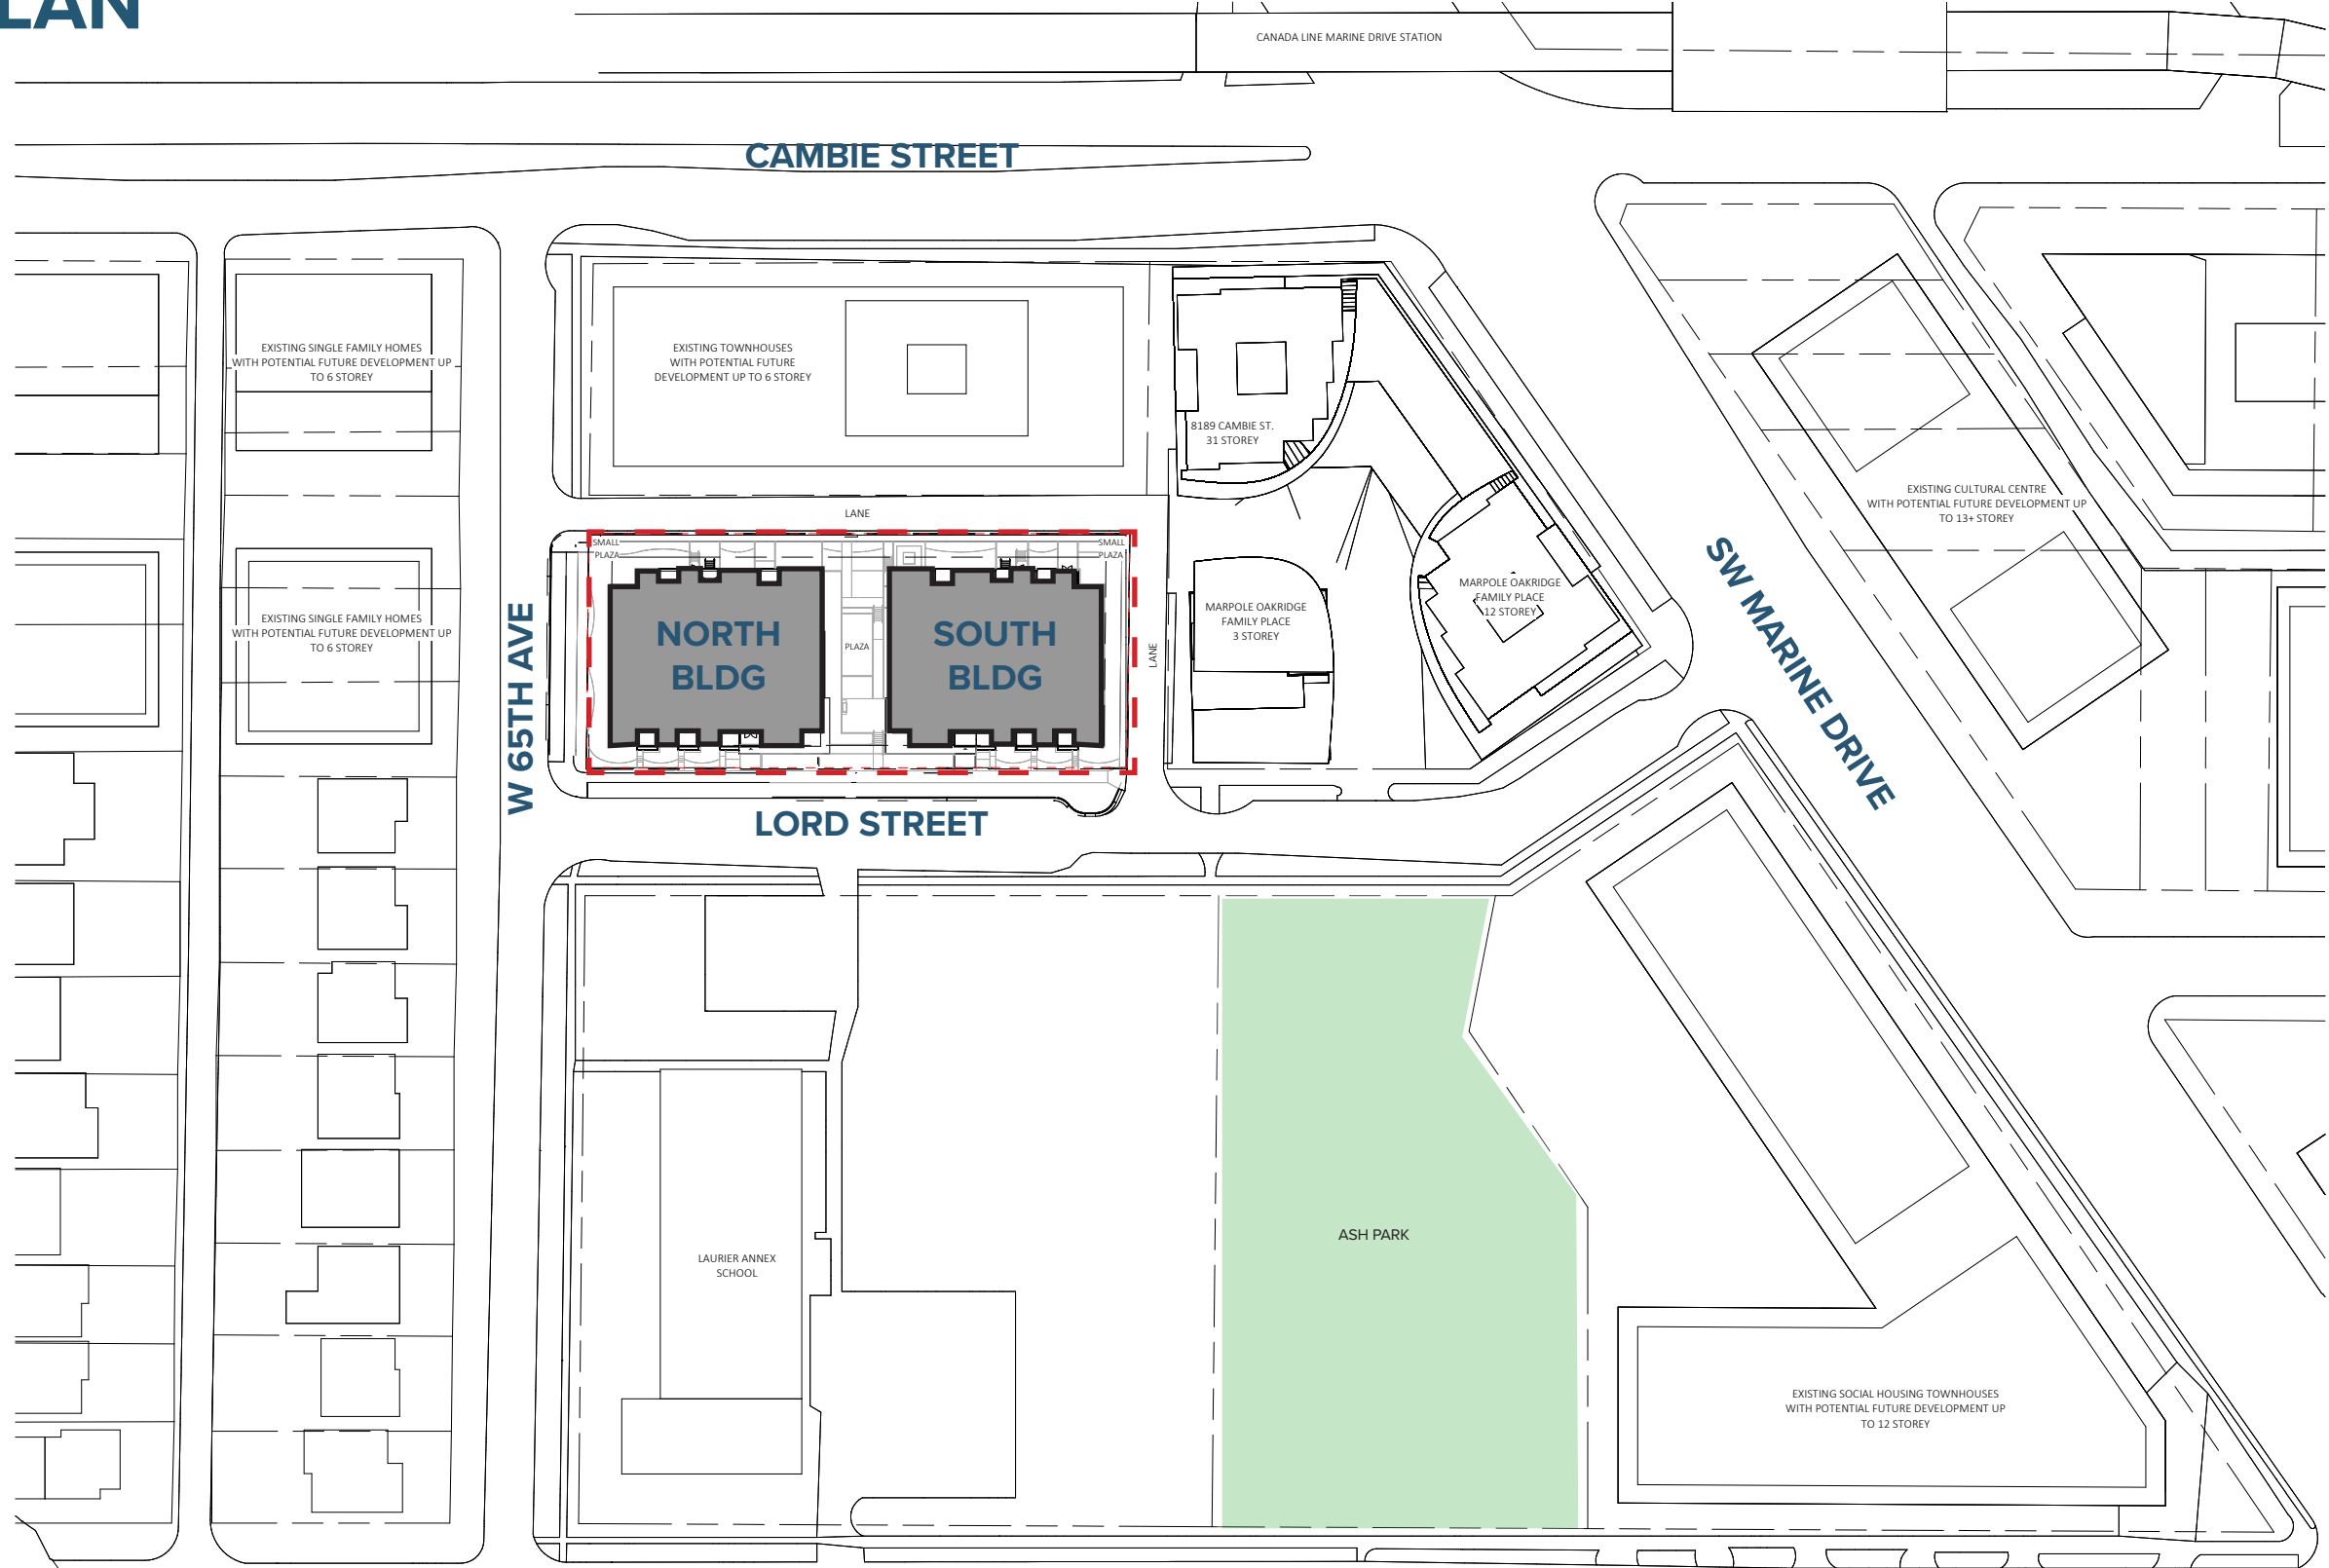 LAN
CANADA LINE MARINE DRIVE STATION
CAMBIE STREET
EXISTING SINGLE FAMILY HOMES
WITH POTENTIAL FUTURE DEVELOPMENT UP
TO 6 STOREY
EXISTING TOWNHOUSES
WITH POTENTIAL FUTURE
DEVELOPMENT UP TO 6 STOREY
8189 CAMBIE ST.
31 STOREY
EXISTING CULTURAL CENTRE
WITH POTENTIAL FUTURE DEVELOPMENT UP
TO 13+ STOREY
LANE
SMALL
PLAZA
SMALL
PLAZA
EXISTING SINGLE FAMILY HOMES
WITH POTENTIAL FUTURE DEVELOPMENT UP
TO 6 STOREY
W 65TH AVE
NORTH
BLDG
PLAZA
SOUTH
BLDG
LANE
MARPOLE OAKRIDGE
FAMILY PLACE
3 STOREY
MARPOLE OAKRIDGE
FAMILY PLACE
12 STOREY
SW MARINE DRIVE
LORD STREET
LAURIER ANNEX
SCHOOL
ASH PARK
EXISTING SOCIAL HOUSING TOWNHOUSES
WITH POTENTIAL FUTURE DEVELOPMENT UP
TO 12 STOREY